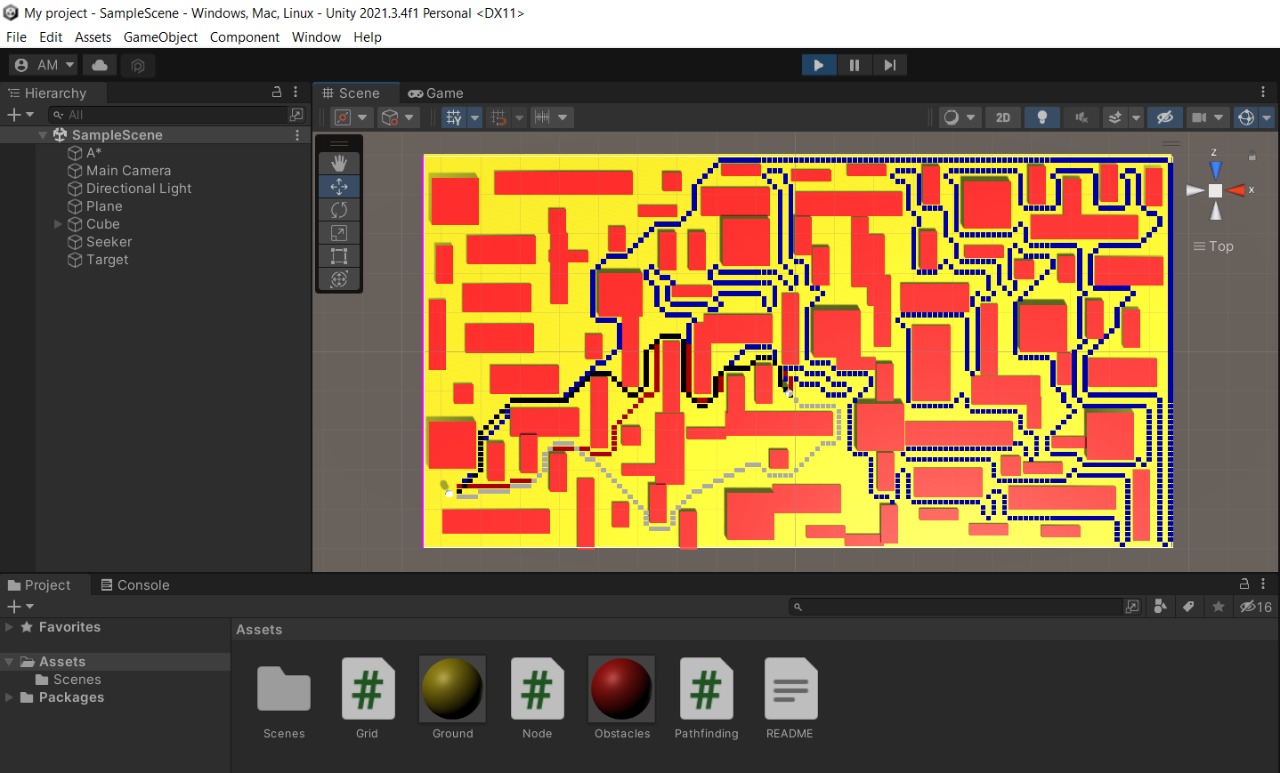 My project - SampleScene - Windows, Mac, Linux - Unity 2021.3.4f1 Personal <DX11>
File Edit Assets GameObject Component Window Help
AM
Hierarchy
Scene
Game
All
2D
SampleScene
A*
Main Camera
Directional Light
Plane
Cube
Seeker
Target
z
x
Top
Project
Console
16
Favorites
Assets
Scenes
Packages
Assets
Scenes
Grid
Ground
Node
Obstacles
Pathfinding
README